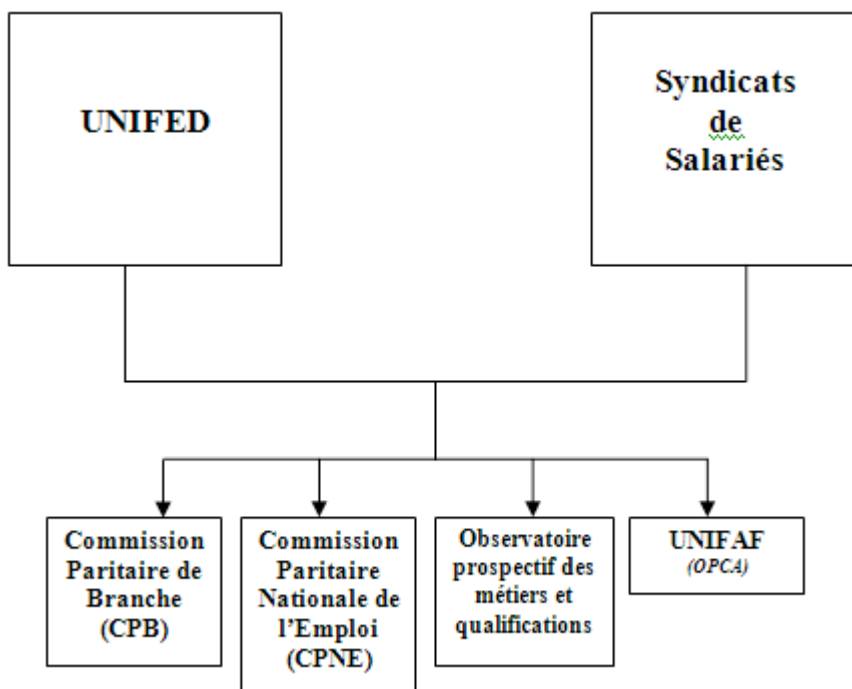 UNIFED
Syndicats
de
Salariés
Commission
Paritaire de
Branche
(CPB)
Commission
Paritaire
Nationale de
l'Emploi
(CPNE)
Observatoire
prospectif des
métiers et
qualifications
UNIFAF
(OPCA)